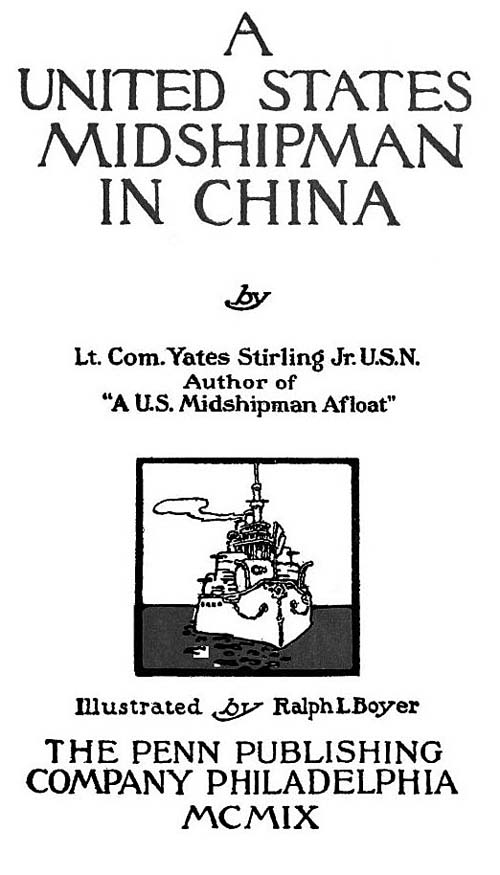 A
UNITED STATES
MIDSHIPMAN
IN CHINA
by
Lt. Com. Yates Stirling Jr. U.S.N.
Author of
"A U.S. Midshipman Afloat"
Illustrated by Ralph L Boyer
THE PENN PUBLISHING
COMPANY PHILADELPHIA
MCMIX